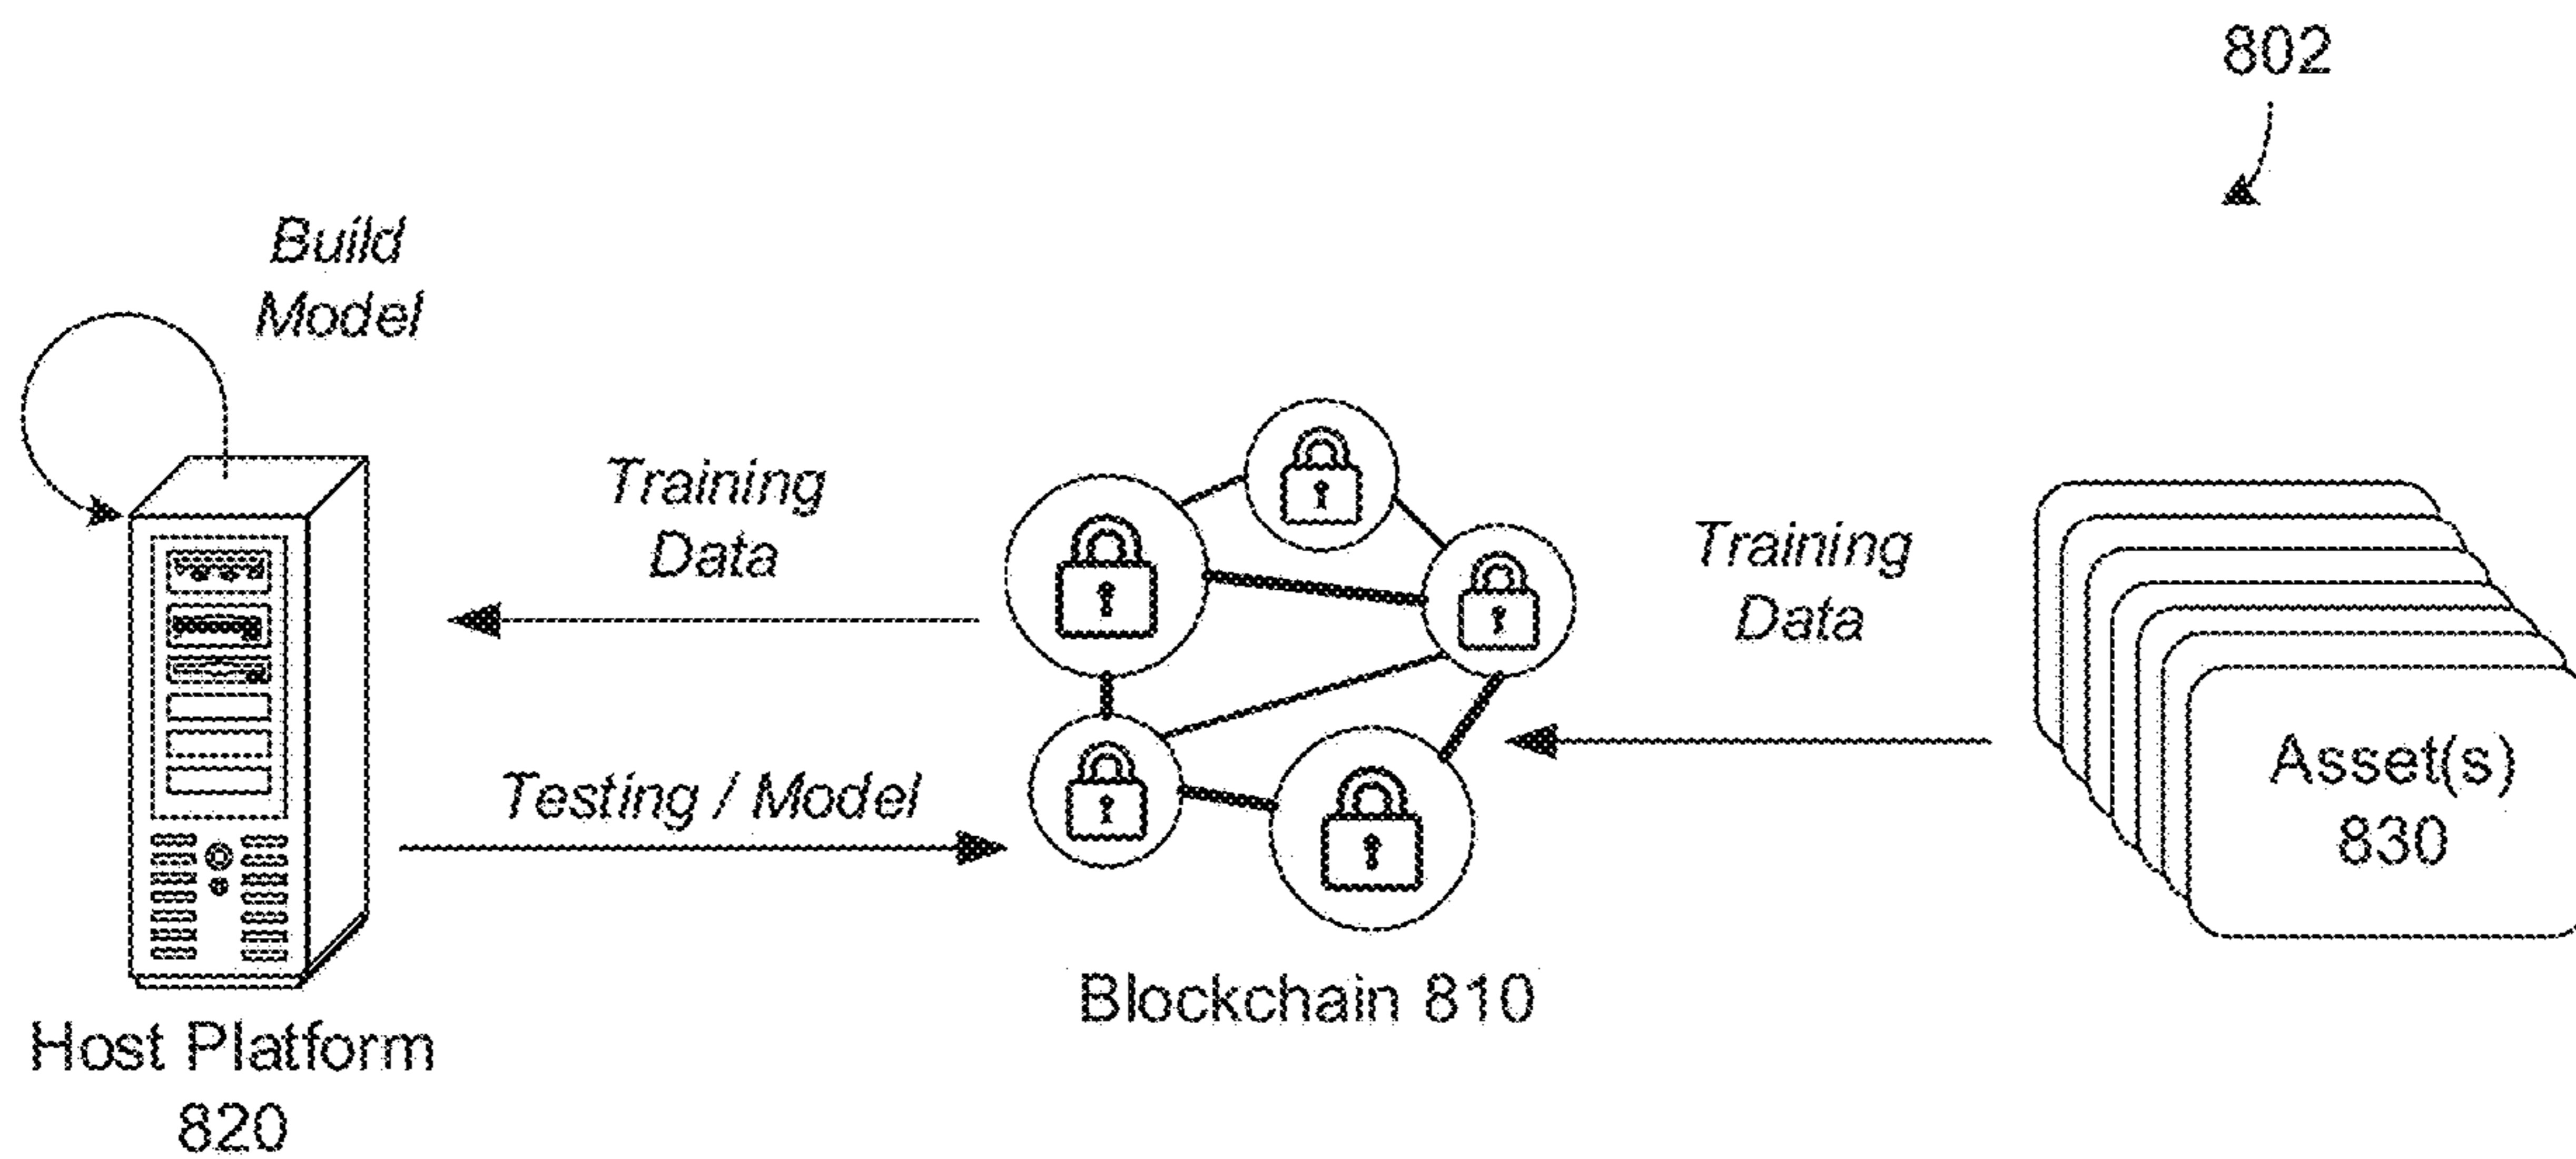 802
Build
Model
Training
Data
Training
Data
Testing / Model
Asset(s)
830
Blockchain 810
Host Platform
820